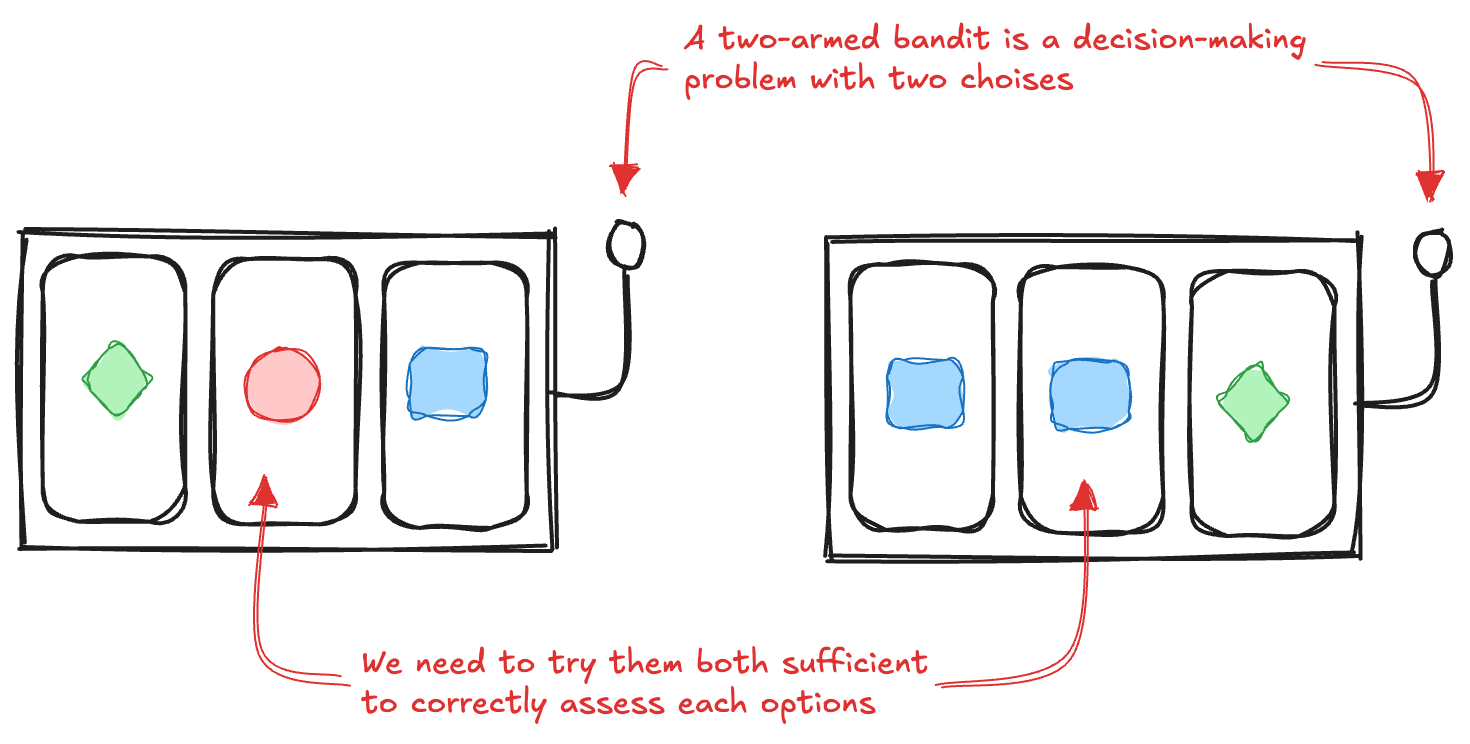 A two-armed bandit is a decision-making
problem with two choises
We need to try them both sufficient
to correctly assess each options